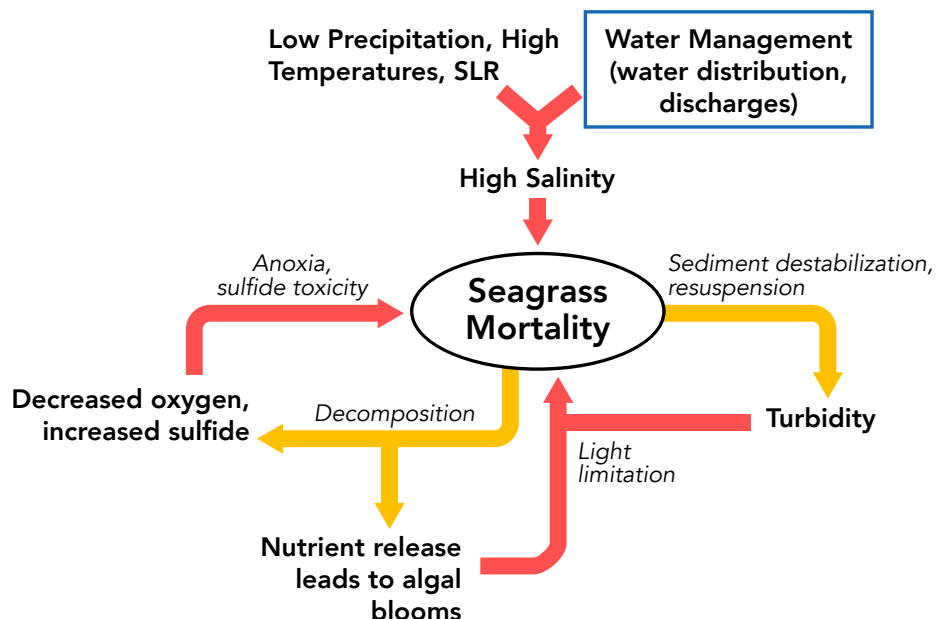 Low Precipitation, High
Temperatures, SLR
Water Management
(water distribution,
discharges)
High Salinity
Anoxia,
sulfide toxicity
Seagrass
Mortality
Sediment destabilization,
resuspension
Decreased oxygen,
increased sulfide
Decomposition
Turbidity
Light
limitation
Nutrient release
leads to algal
blooms